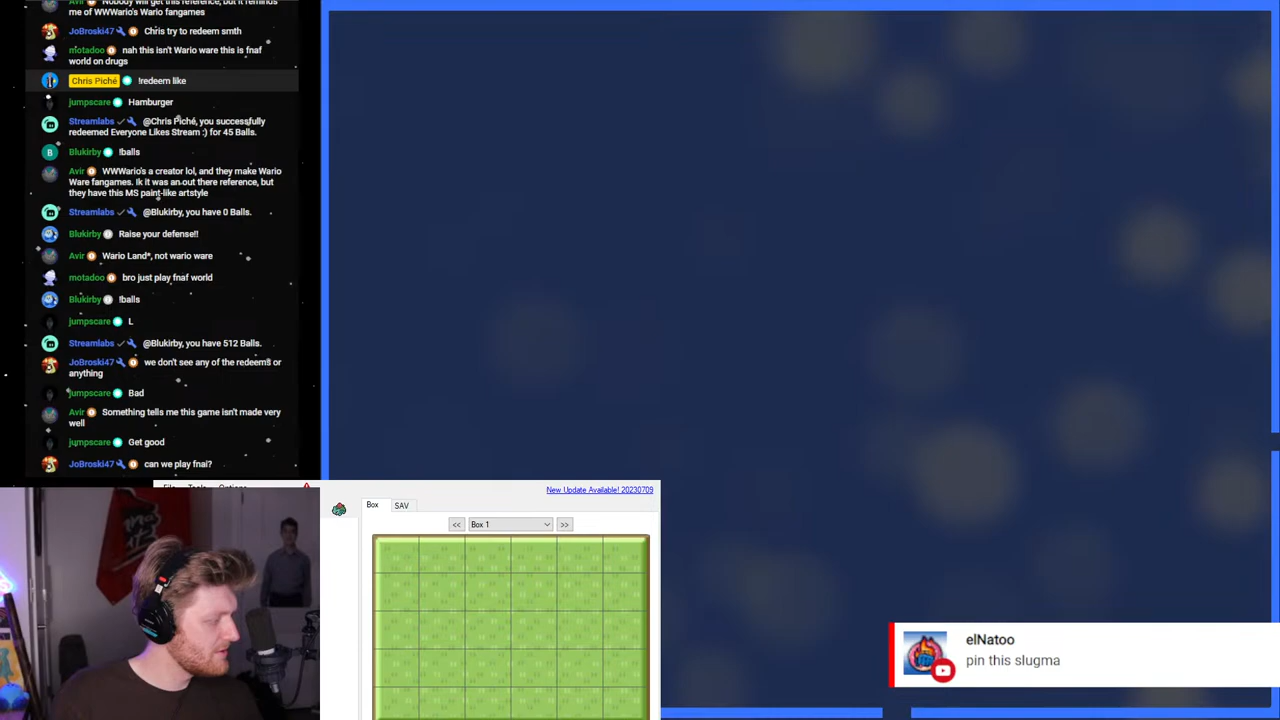 Avir Nobody will get this reference, but it reminds
me of WWWario's Wario fangames
JoBroski47 Chris try to redeem smth
motadoo nah this isn't Wario ware this is fnaf
world on drugs
Chris Piché !redeem like
jumpscare Hamburger
Streamlabs @Chris Piché, you successfully
redeemed Everyone Likes Stream :) for 45 Balls.
B Blukirby !balls
Avir WWWario's a creator lol, and they make Wario
Ware fangames. Ik it was an out there reference, but
they have this MS paint-like artstyle
Streamlabs @Blukirby, you have 0 Balls.
Blukirby Raise your defense!!
Avir Wario Land*, not wario ware
motadoo bro just play fnaf world
Blukirby !balls
jumpscare L
Streamlabs @Blukirby, you have 512 Balls.
JoBroski47 we don't see any of the redeems or
anything
jumpscare Bad
Avir Something tells me this game isn't made very
well
jumpscare Get good
JoBroski47 can we play fnaf?
File Tools Options
New Update Available! 20230709
Box SAV
<< Box 1 >>
elNatoo
pin this slugma